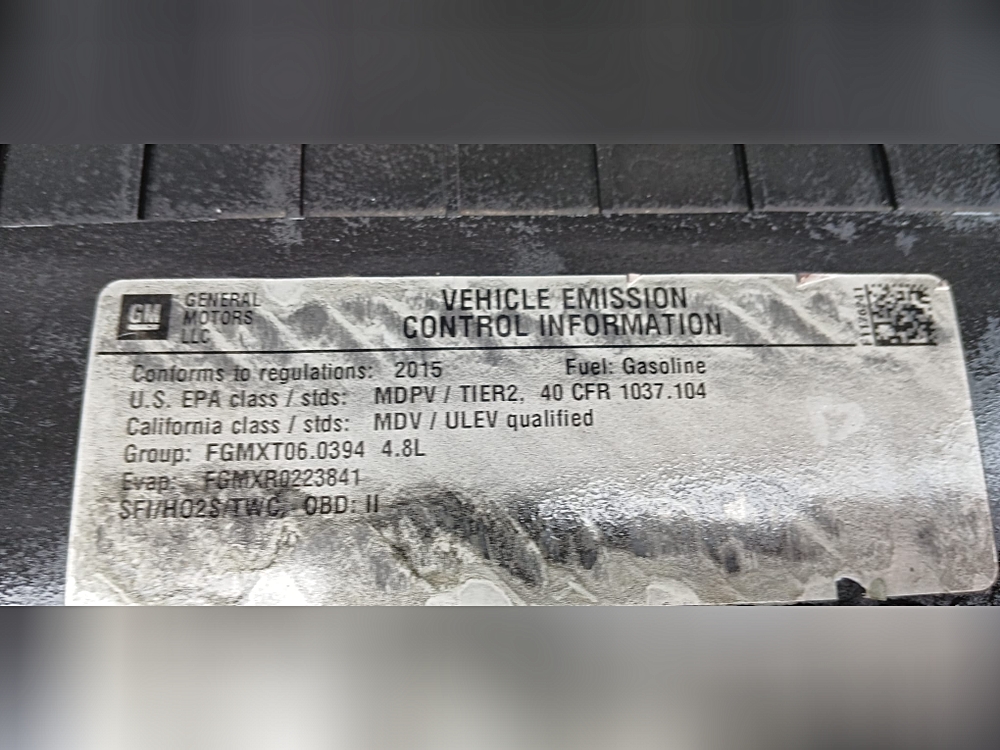 GM
GENERAL
MOTORS
LLC
VEHICLE EMISSION
CONTROL INFORMATION
Conforms to regulations: 2015 Fuel: Gasoline
U.S. EPA class / stds: MDPV / TIER2, 40 CFR 1037.104
California class / stds: MDV / ULEV qualified
Group: FGMXT06.0394 4.8L
Evap: FGMXR0223841
SFI/HO2S/TWC, OBD: II